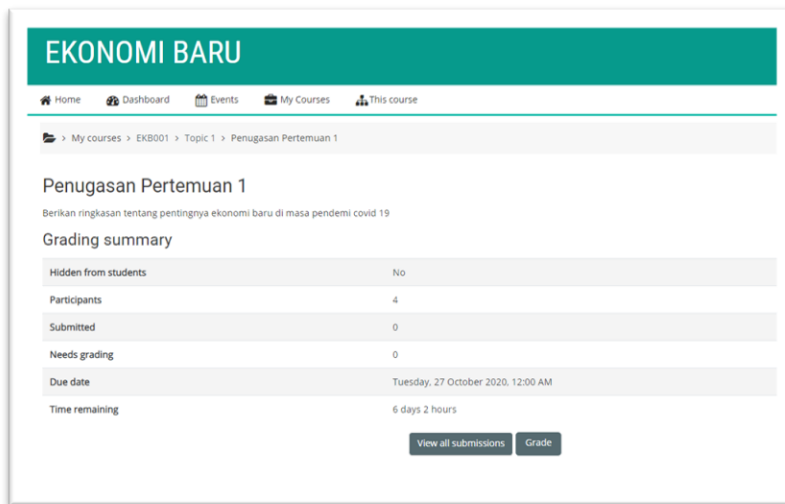 EKONOMI BARU
Home Dashboard Events My Courses This course
> My courses > EKB001 > Topic 1 > Penugasan Pertemuan 1
Penugasan Pertemuan 1
Berikan ringkasan tentang pentingnya ekonomi baru di masa pendemi covid 19
Grading summary
Hidden from students No
Participants 4
Submitted 0
Needs grading 0
Due date Tuesday, 27 October 2020, 12:00 AM
Time remaining 6 days 2 hours
View all submissions Grade